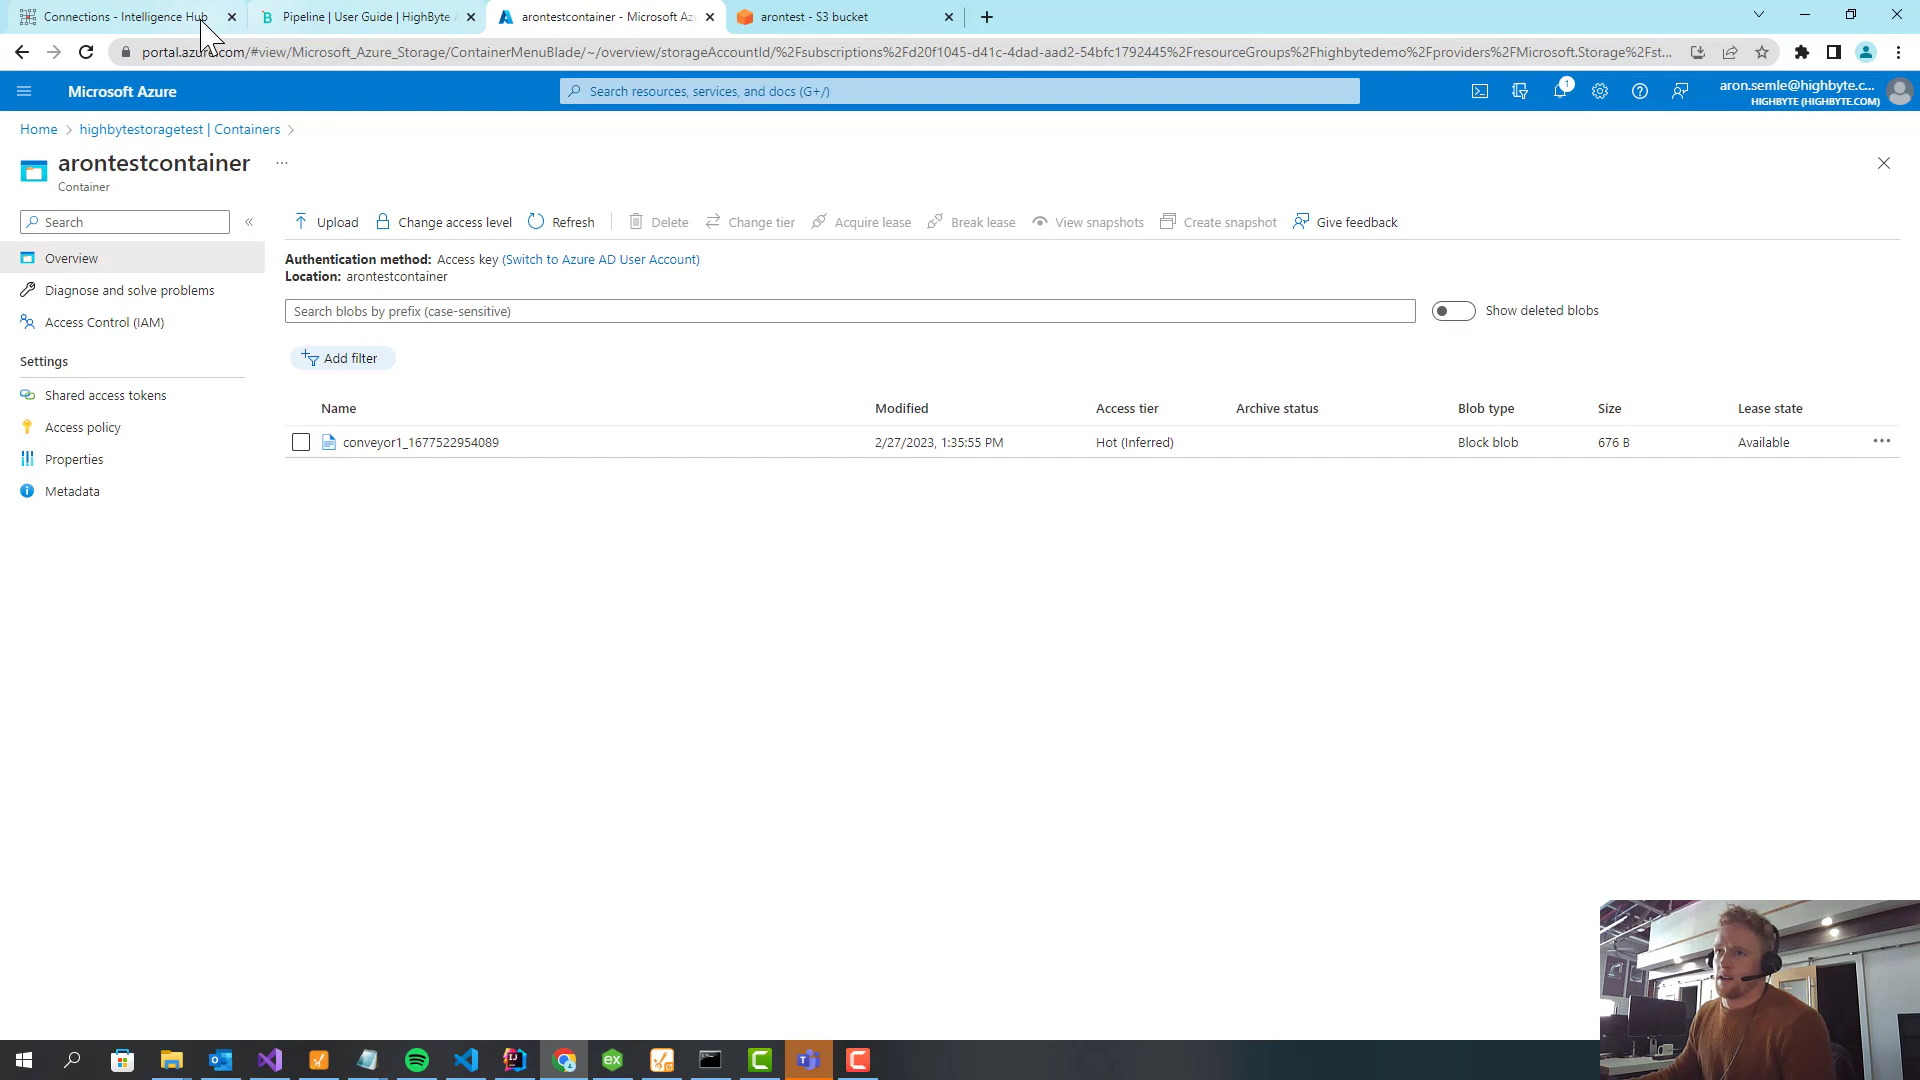 Connections - Intelligence Hub
Pipeline | User Guide | HighByte
arontestcontainer - Microsoft Az
arontest - S3 bucket
portal.azure.com/#view/Microsoft_Azure_Storage/ContainerMenuBlade/~/overview/storageAccountId/%2Fsubscriptions%2Fd20f1045-d41c-4dad-aad2-54bfc1792445%2FresourceGroups%2Fhighbytedemo%2Fproviders%2FMicrosoft.Storage%2Fst...
Microsoft Azure
Search resources, services, and docs (G+/)
1
aron.semle@highbyte.c...
HIGHBYTE (HIGHBYTE.COM)
Home > highbytestoragetest | Containers >
arontestcontainer ...
Container
Search
«
Upload
Change access level
Refresh
Delete
Change tier
Acquire lease
Break lease
View snapshots
Create snapshot
Give feedback
Overview
Diagnose and solve problems
Access Control (IAM)
Settings
Shared access tokens
Access policy
Properties
Metadata
Authentication method: Access key (Switch to Azure AD User Account)
Location: arontestcontainer
Search blobs by prefix (case-sensitive)
Show deleted blobs
Add filter
Name Modified Access tier Archive status Blob type Size Lease state
conveyor1_1677522954089 2/27/2023, 1:35:55 PM Hot (Inferred) Block blob 676 B Available ...